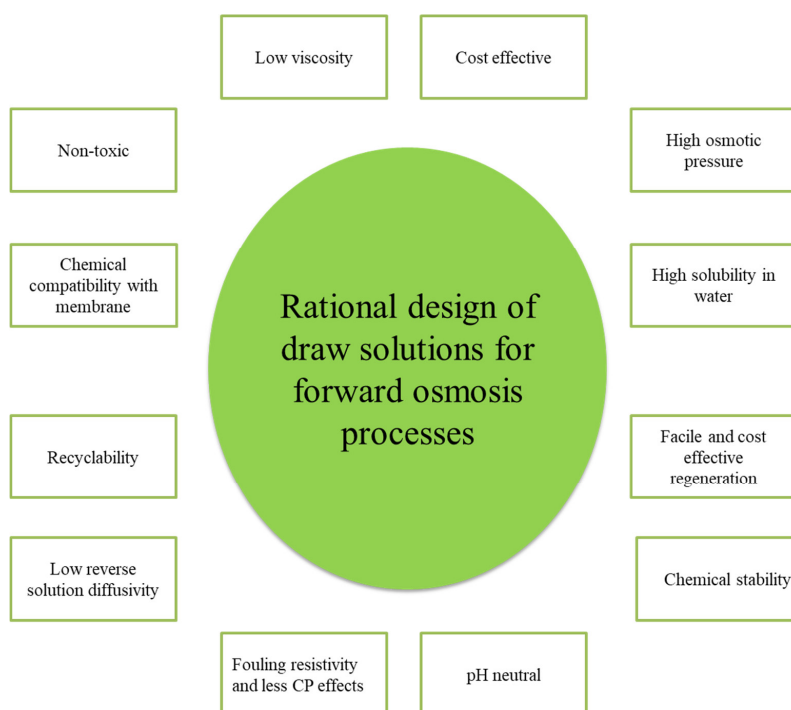 Low viscosity
Cost effective
Non-toxic
High osmotic
pressure
Chemical
compatibility with
membrane
High solubility in
water
Rational design of
draw solutions for
forward osmosis
processes
Recyclability
Facile and cost
effective
regeneration
Low reverse
solution diffusivity
Chemical stability
Fouling resistivity
and less CP effects
pH neutral